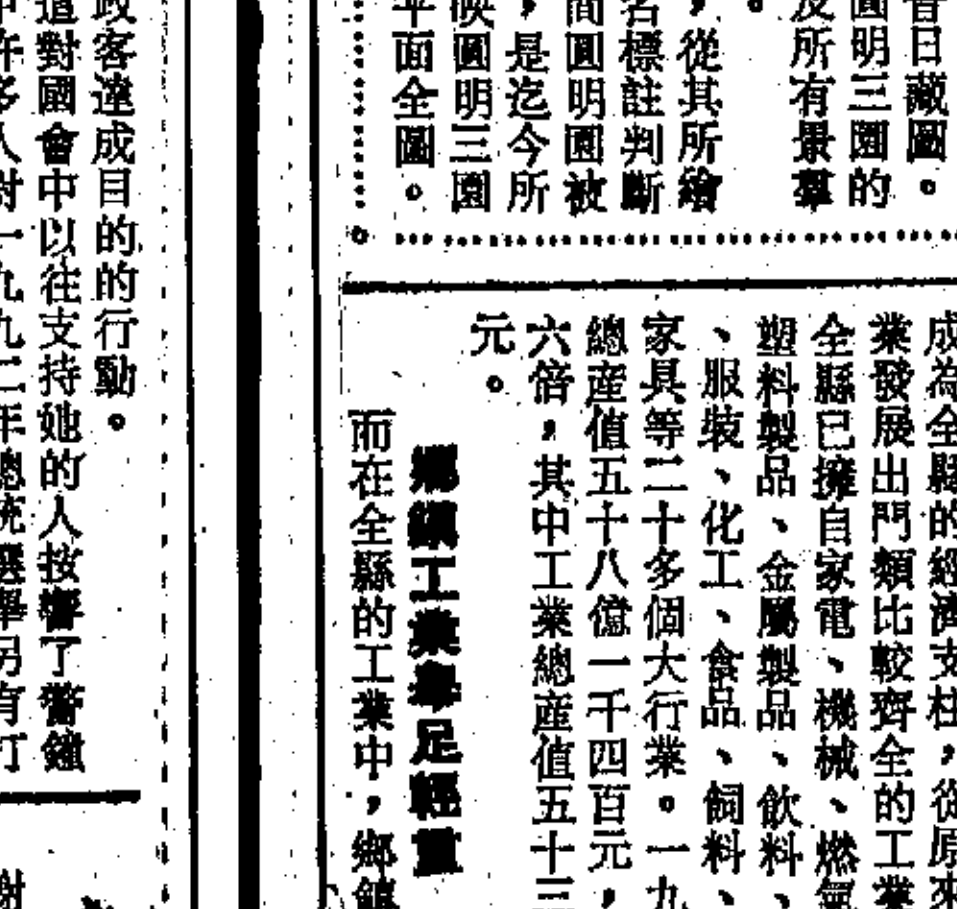 昔日藏圖。
圓明三園的
及所有景羣
。
，從其所繪
名標註判斷
間圓明園被
，是迄今所
映圓明三園
平面全圖。
成為全縣的經濟支柱，從原來
業發展出門類比較齊全的工業
全縣已擁自家電、機械、燃氣
塑料製品、金屬製品、飲料、
、服裝、化工、食品、飼料、
家具等二十多個大行業。一九
總産值五十八億一千四百元，
六倍，其中工業總産值五十三
元。
鄉鎮工業舉足輕重
而在全縣的工業中，鄉鎮
政客達成目的的行動。
遣對國會中以往支持她的人按響了警鐘
中許多人對一九九二年總統選舉另有打
謝